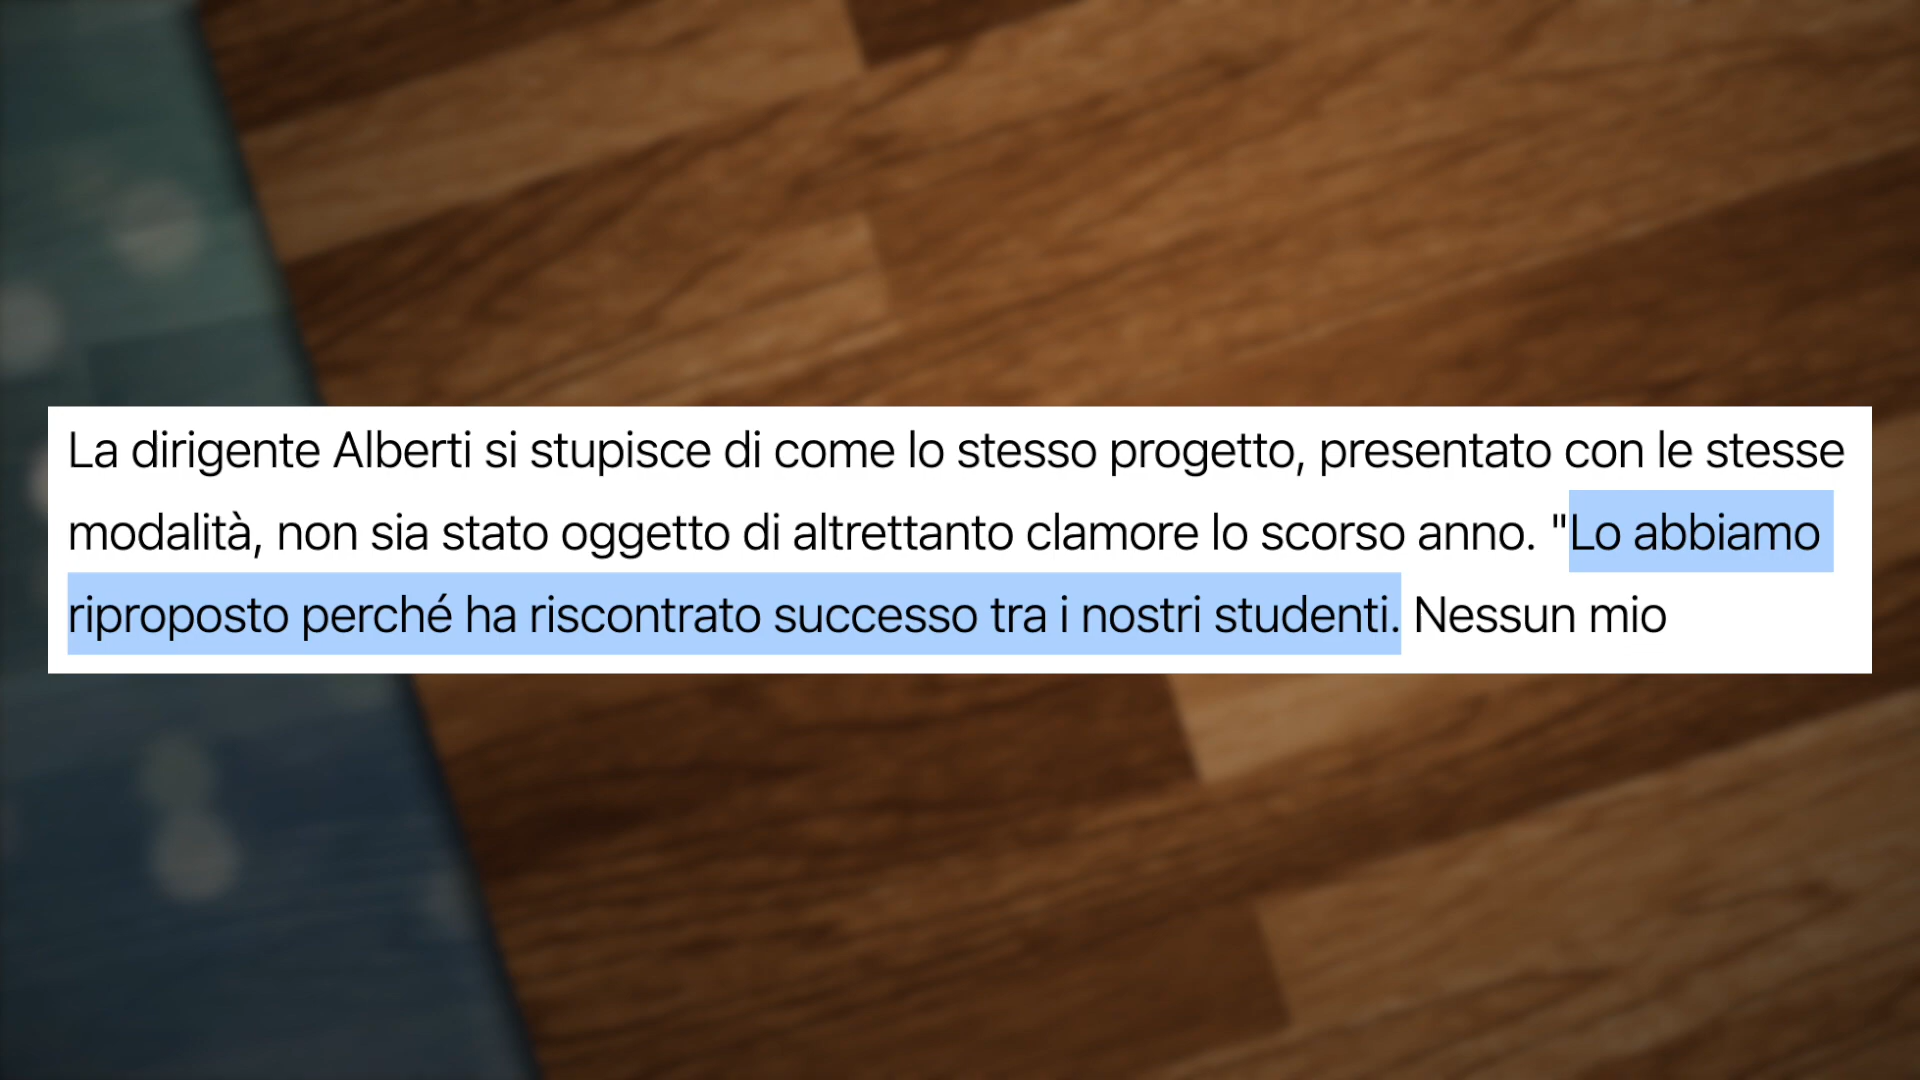 La dirigente Alberti si stupisce di come lo stesso progetto, presentato con le stesse
modalità, non sia stato oggetto di altrettanto clamore lo scorso anno. "Lo abbiamo
riproposto perché ha riscontrato successo tra i nostri studenti. Nessun mio